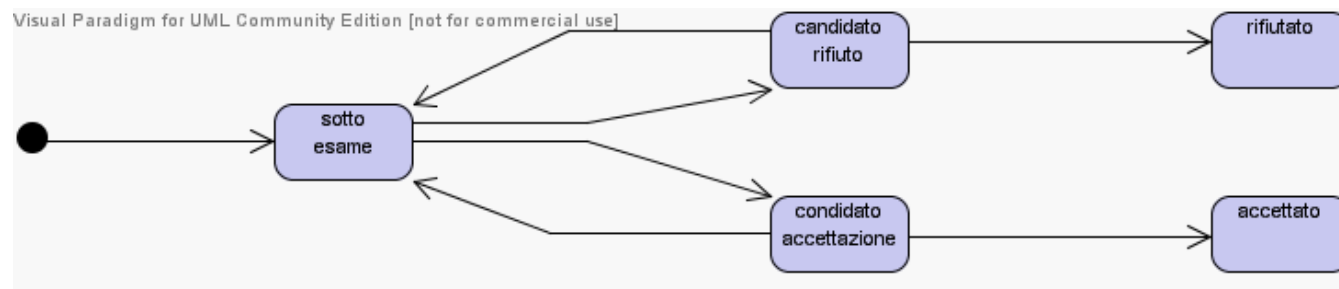 Visual Paradigm for UML Community Edition [not for commercial use]
candidato
rifiuto
rifiutato
sotto
esame
condidato
accettazione
accettato